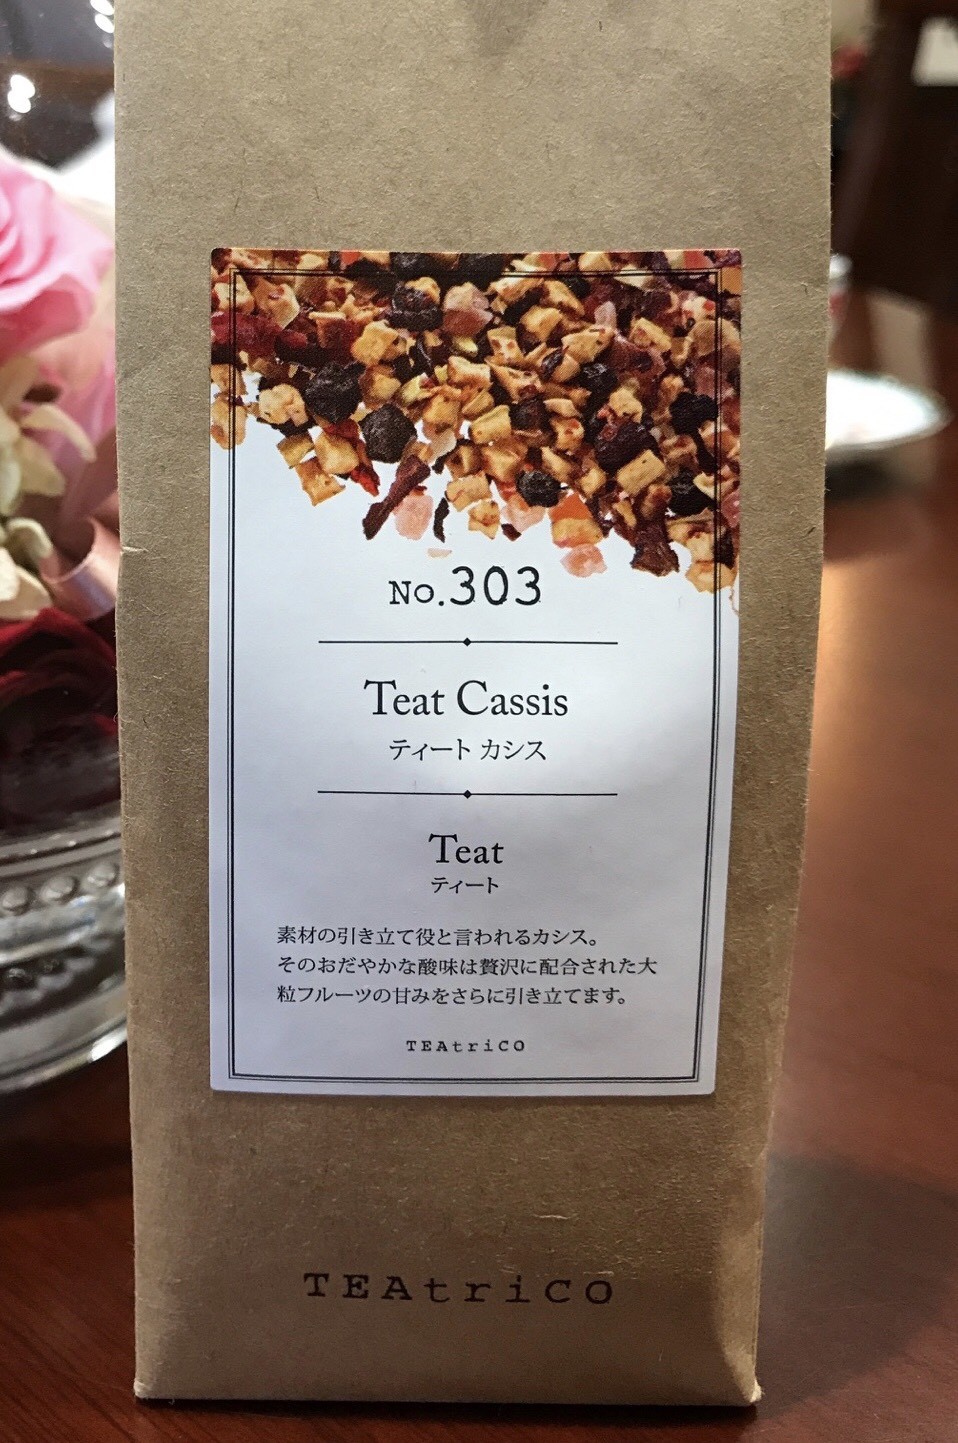 No.303
Teat Cassis
ティート カシス
Teat
ティート
素材の引き立て役と言われるカシス。
そのおだやかな酸味は贅沢に配合された大
粒フルーツの甘みをさらに引き立てます。
TEAtriCO
TEAtriCO